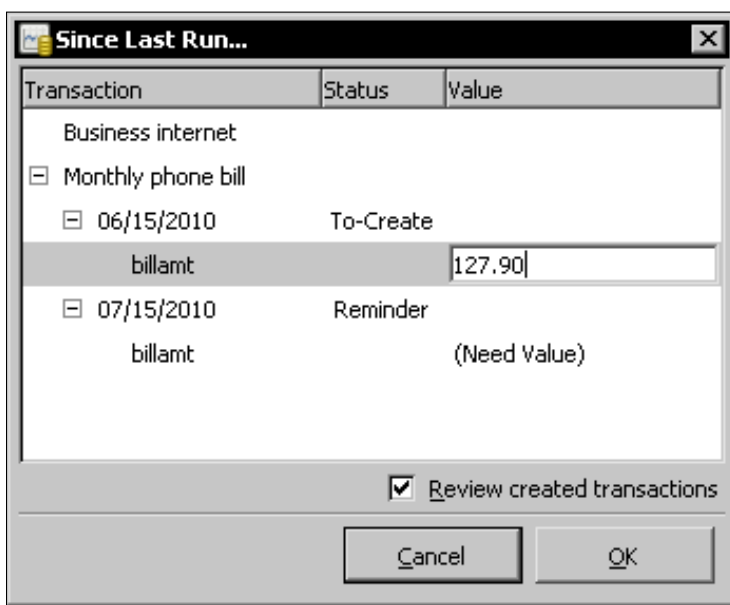 Since Last Run...
Transaction Status Value
Business internet
Monthly phone bill
06/15/2010 To-Create
billamt 127.90
07/15/2010 Reminder
billamt (Need Value)
Review created transactions
Cancel OK